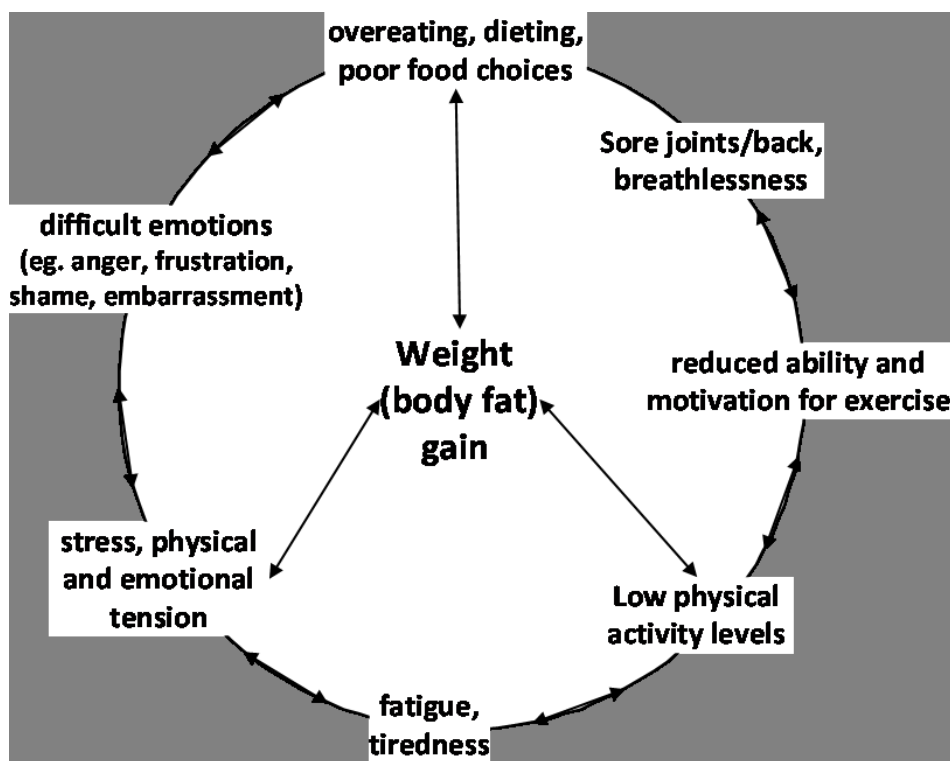 overeating, dieting,
poor food choices
Sore joints/back,
breathlessness
difficult emotions
(eg. anger, frustration,
shame, embarrassment)
Weight
(body fat)
gain
reduced ability and
motivation for exercise
stress, physical
and emotional
tension
Low physical
activity levels
fatigue,
tiredness